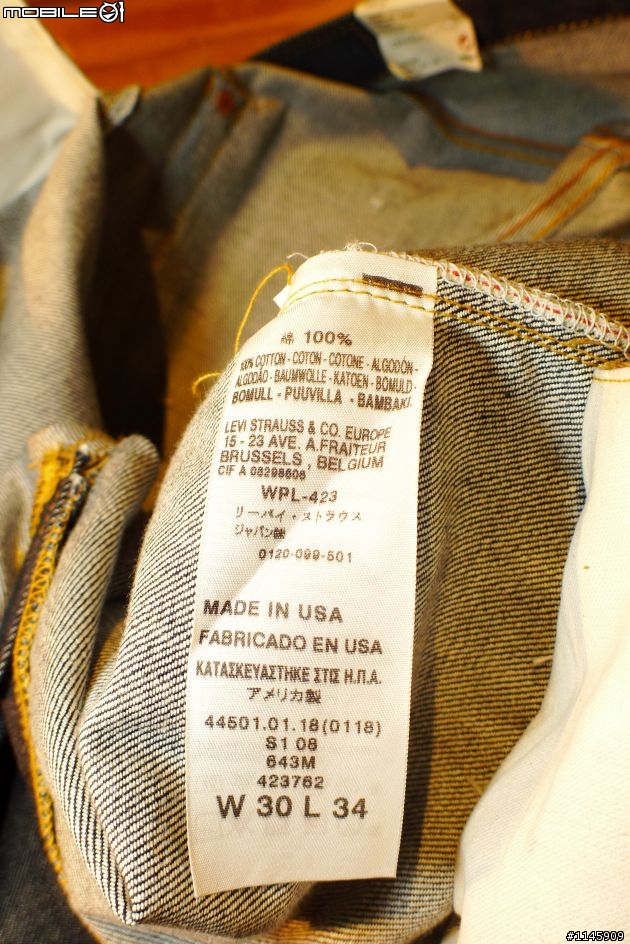 MOBILE01
綿 100%
100% COTTON - COTON - COTONE - ALGODÓN -
ALGODÃO - BAUMWOLLE - KATOEN - BOMULD -
BOMULL - PUUVILLA - BAMBAKI
LEVI STRAUSS & CO. EUROPE
15 - 23 AVE. A.FRAITEUR
BRUSSELS , BELGIUM
CIF A 08298608
WPL-423
リーバイ・ストラウス
ジャパン㈱
0120-099-501
MADE IN USA
FABRICADO EN USA
ΚΑΤΑΣΚΕΥΑΣΤΗΚΕ ΣΤΙΣ Η.Π.Α.
アメリカ製
44501.01.18(0118)
S1 08
643M
423762
W 30 L 34
#1145909